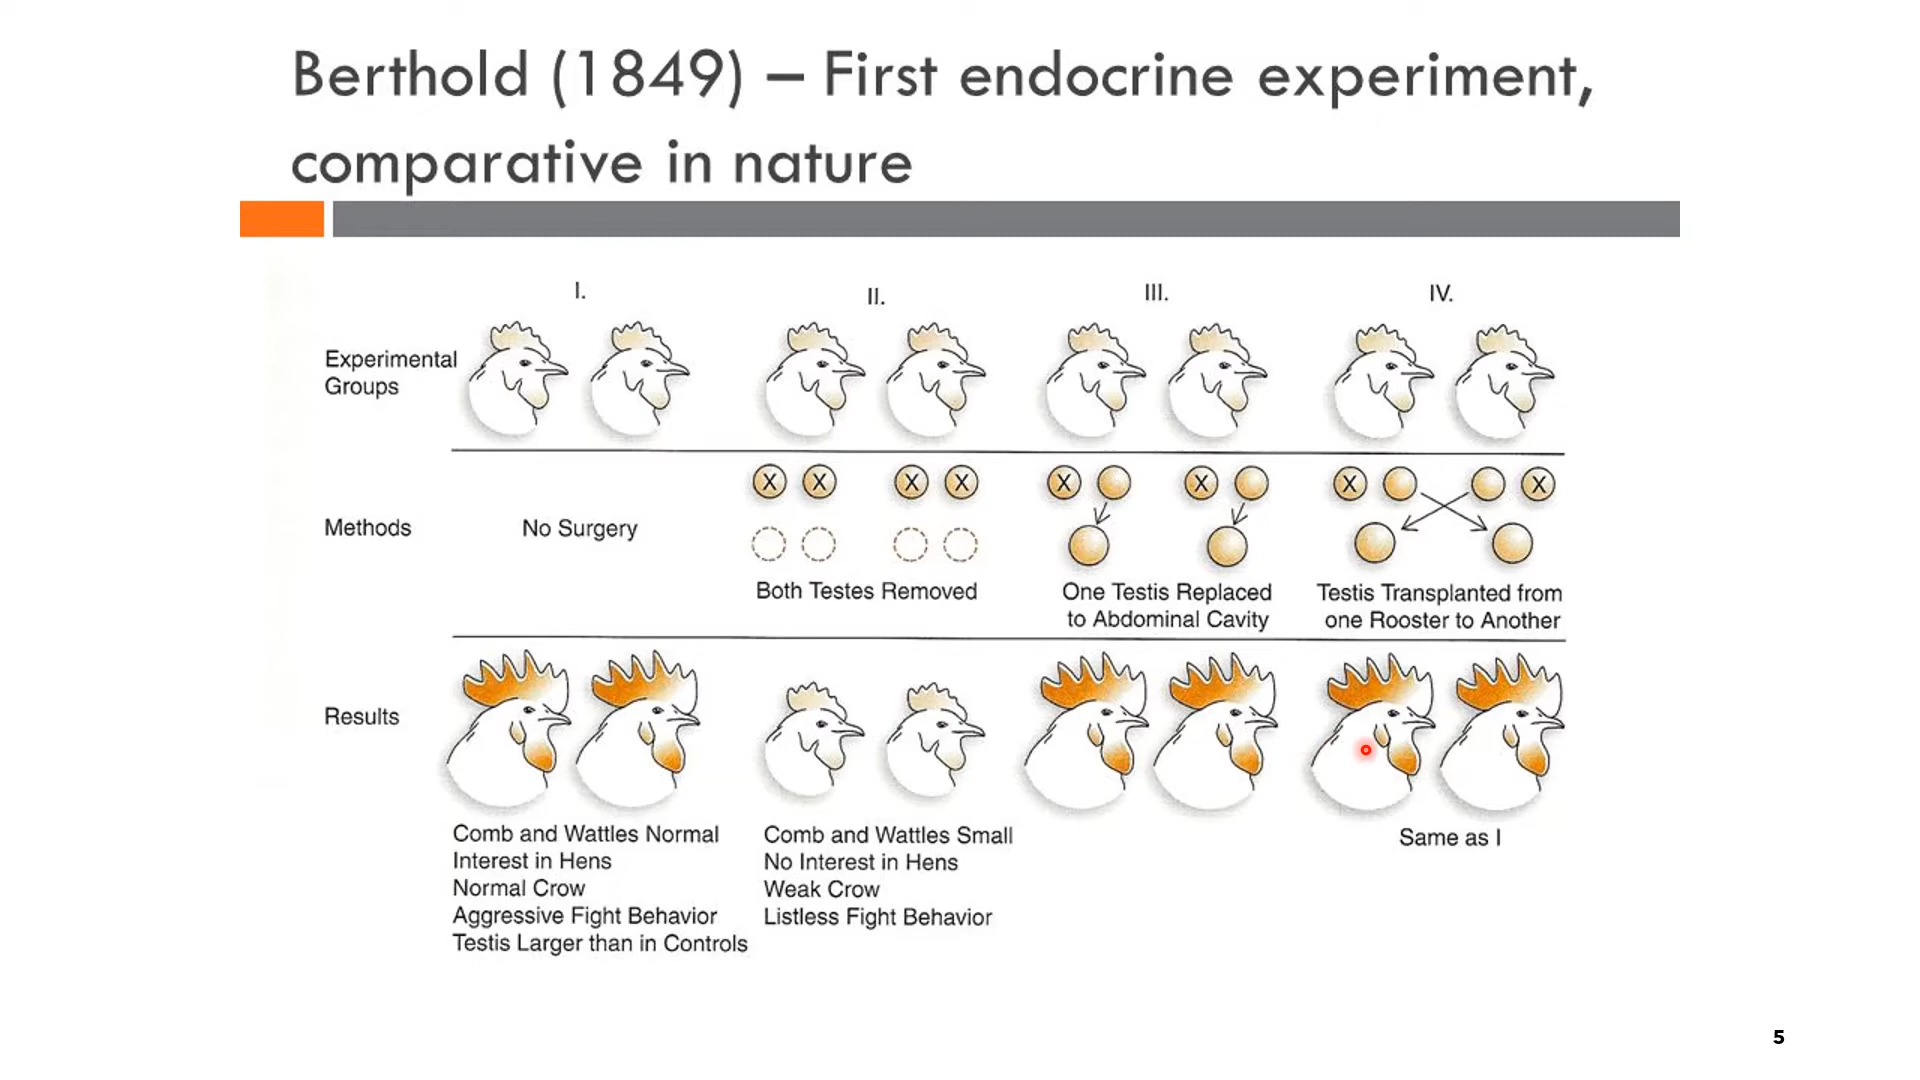 Berthold (1849) – First endocrine experiment,
comparative in nature
I.
II.
III.
IV.
Experimental
Groups
Methods
No Surgery
X X X X
X X
X X
Both Testes Removed
One Testis Replaced
to Abdominal Cavity
Testis Transplanted from
one Rooster to Another
Results
Comb and Wattles Normal
Interest in Hens
Normal Crow
Aggressive Fight Behavior
Testis Larger than in Controls
Comb and Wattles Small
No Interest in Hens
Weak Crow
Listless Fight Behavior
Same as I
5